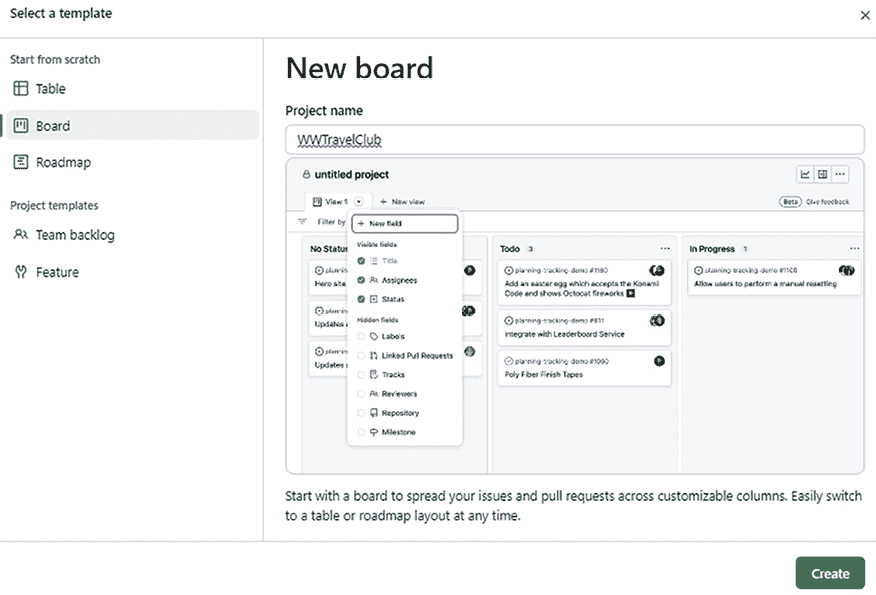 Select a template
Start from scratch
Table
Board
Roadmap
Project templates
Team backlog
Feature
New board
Project name
WWTravelClub
untitled project
View 1
New view
Beta Give feedback
Filter by
New field
Visible fields
Title
Assignees
Status
Hidden fields
Labels
Linked Pull Requests
Tracks
Reviewers
Repository
Milestone
No Status
plannin
Hero site
plannin
Updates
plannin
Updates
Todo 3
planning-tracking-demo #1180
Add an easter egg which accepts the Konami
Code and shows Octocat fireworks
planning-tracking-demo #811
Integrate with Leaderboard Service
planning-tracking-demo #1060
Poly Fiber Finish Tapes
In Progress 1
planning-tracking-demo #1100
Allow users to perform a manual resetting
Start with a board to spread your issues and pull requests across customizable columns. Easily switch
to a table or roadmap layout at any time.
Create